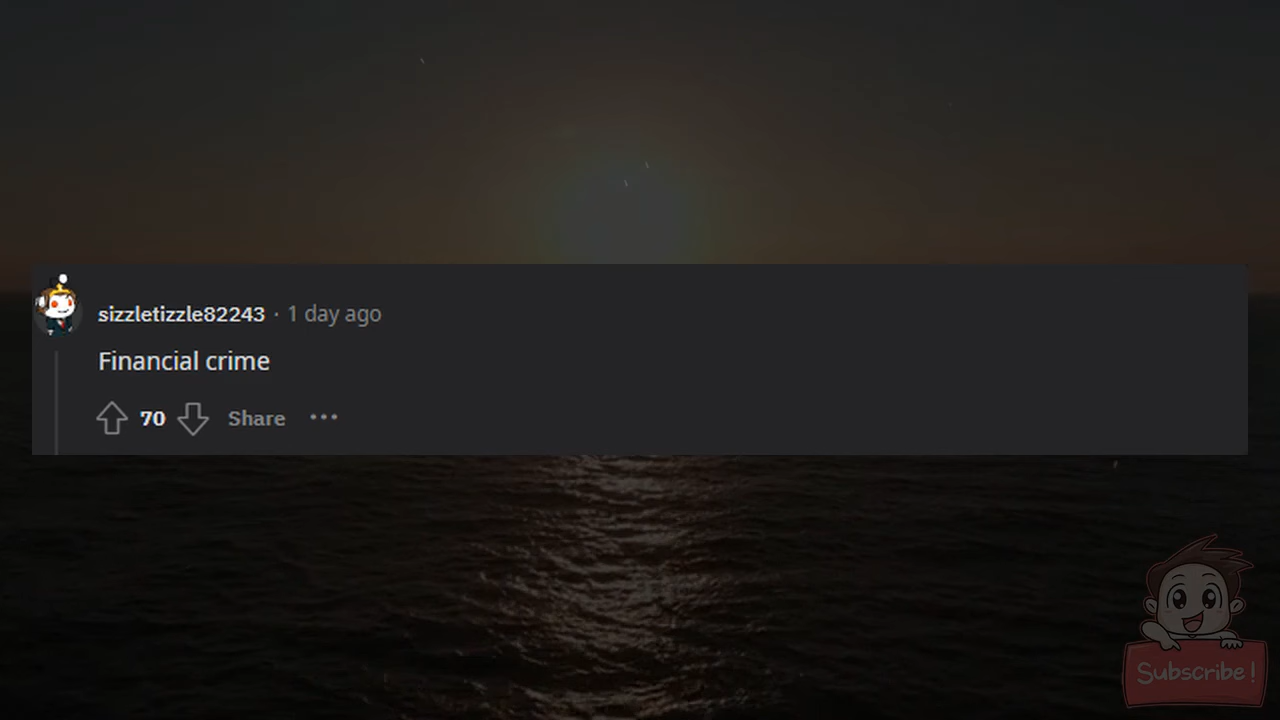 sizzletizzle82243 · 1 day ago
Financial crime
70 Share ···
Subscribe!